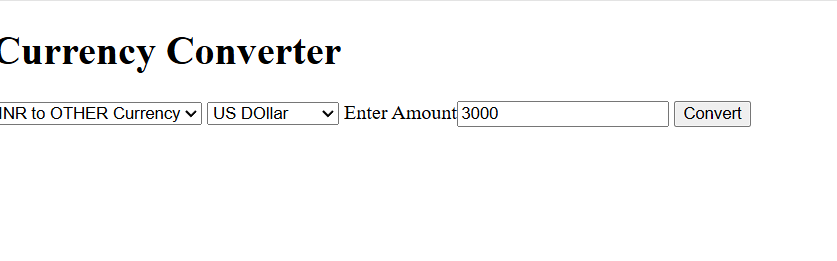 Currency Converter
INR to OTHER Currency US DOllar Enter Amount 3000 Convert